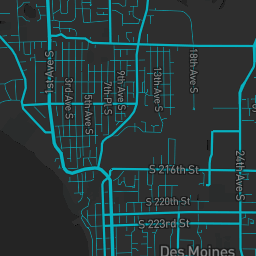 1st Ave S
3rd Ave S
5th Ave S
7th Pl S
9th Ave S
13th Ave S
18th Ave S
24th Ave S
S 216th St
S 220th St
S 223rd St
Des Moines